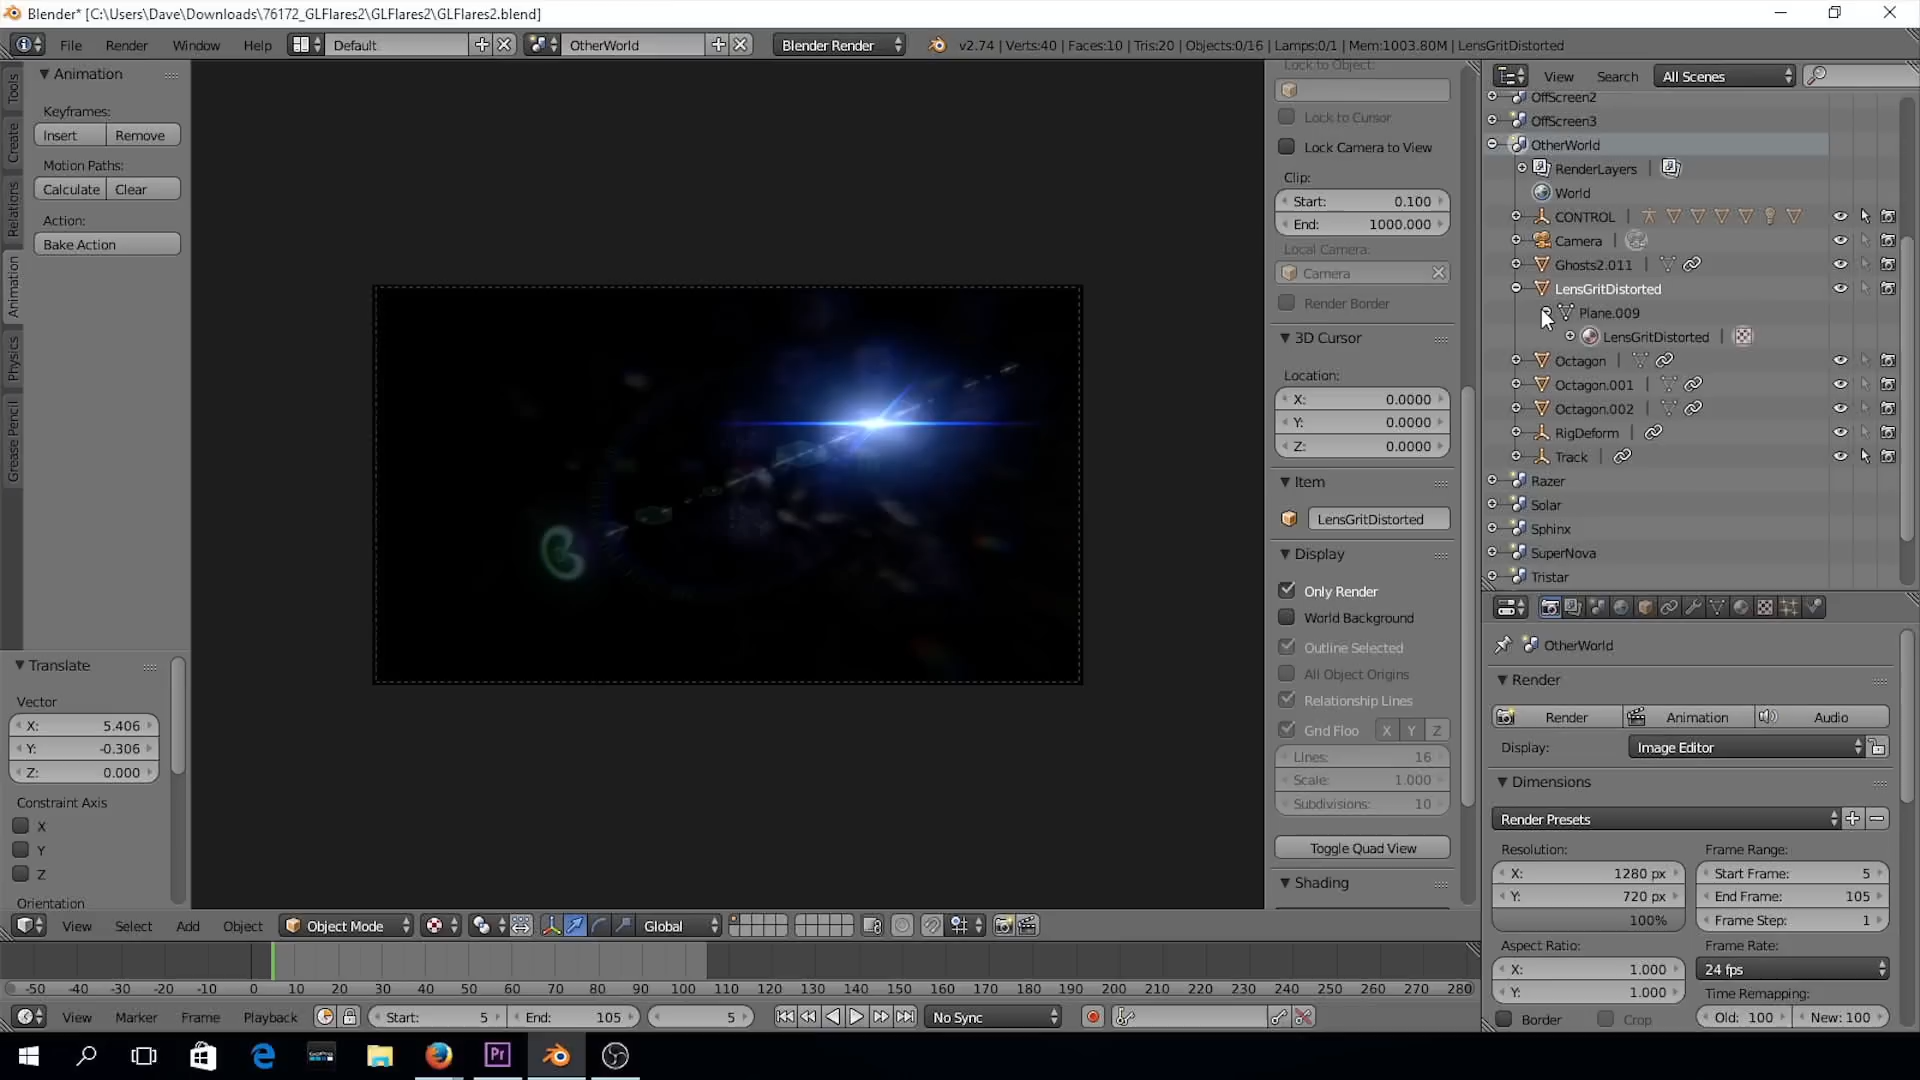 Blender* [C:\Users\Dave\Downloads\76172_GLFlares2\GLFlares2\GLFlares2.blend]
File Render Window Help Default OtherWorld Blender Render v2.74 | Verts:40 | Faces:10 | Tris:20 | Objects:0/16 | Lamps:0/1 | Mem:1003.80M | LensGritDistorted
Tools
Create
Relations
Animation
Physics
Grease Pencil
Animation
Keyframes:
Insert Remove
Motion Paths:
Calculate Clear
Action:
Bake Action
Translate
Vector
X: 5.406
Y: -0.306
Z: 0.000
Constraint Axis
X
Y
Z
Orientation
Lock to Object:
Lock to Cursor
Lock Camera to View
Clip:
Start: 0.100
End: 1000.000
Local Camera:
Camera
Render Border
3D Cursor
Location:
X: 0.0000
Y: 0.0000
Z: 0.0000
Item
LensGritDistorted
Display
Only Render
World Background
Outline Selected
All Object Origins
Relationship Lines
Grid Floo X Y Z
Lines: 16
Scale: 1.000
Subdivisions: 10
Toggle Quad View
Shading
View Search All Scenes
OffScreen2
OffScreen3
OtherWorld
RenderLayers
World
CONTROL
Camera
Ghosts2.011
LensGritDistorted
Plane.009
LensGritDistorted
Octagon
Octagon.001
Octagon.002
RigDeform
Track
Razer
Solar
Sphinx
SuperNova
Tristar
OtherWorld
Render
Render Animation Audio
Display: Image Editor
Dimensions
Render Presets
Resolution: Frame Range:
X: 1280 px Start Frame: 5
Y: 720 px End Frame: 105
100% Frame Step: 1
Aspect Ratio: Frame Rate:
X: 1.000 24 fps
Y: 1.000 Time Remapping:
Border Crop Old: 100 New: 100
View Select Add Object Object Mode Global
-50 -40 -30 -20 -10 0 10 20 30 40 50 60 70 80 90 100 110 120 130 140 150 160 170 180 190 200 210 220 230 240 250 260 270 280
View Marker Frame Playback Start: 5 End: 105 5 No Sync
GoPro Pr